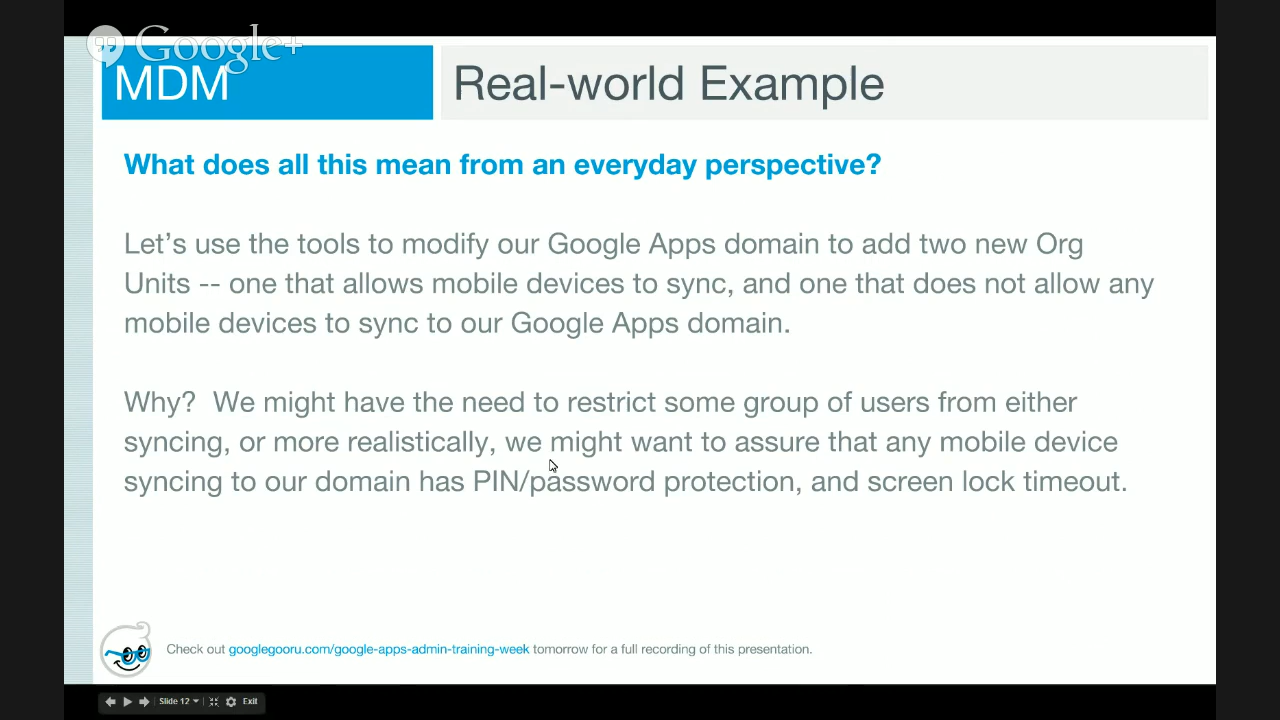 Google+
MDM
Real-world Example
What does all this mean from an everyday perspective?
Let's use the tools to modify our Google Apps domain to add two new Org
Units -- one that allows mobile devices to sync, and one that does not allow any
mobile devices to sync to our Google Apps domain.
Why?  We might have the need to restrict some group of users from either
syncing, or more realistically, we might want to assure that any mobile device
syncing to our domain has PIN/password protection, and screen lock timeout.
Check out googlegooru.com/google-apps-admin-training-week tomorrow for a full recording of this presentation.
Slide 12
Exit